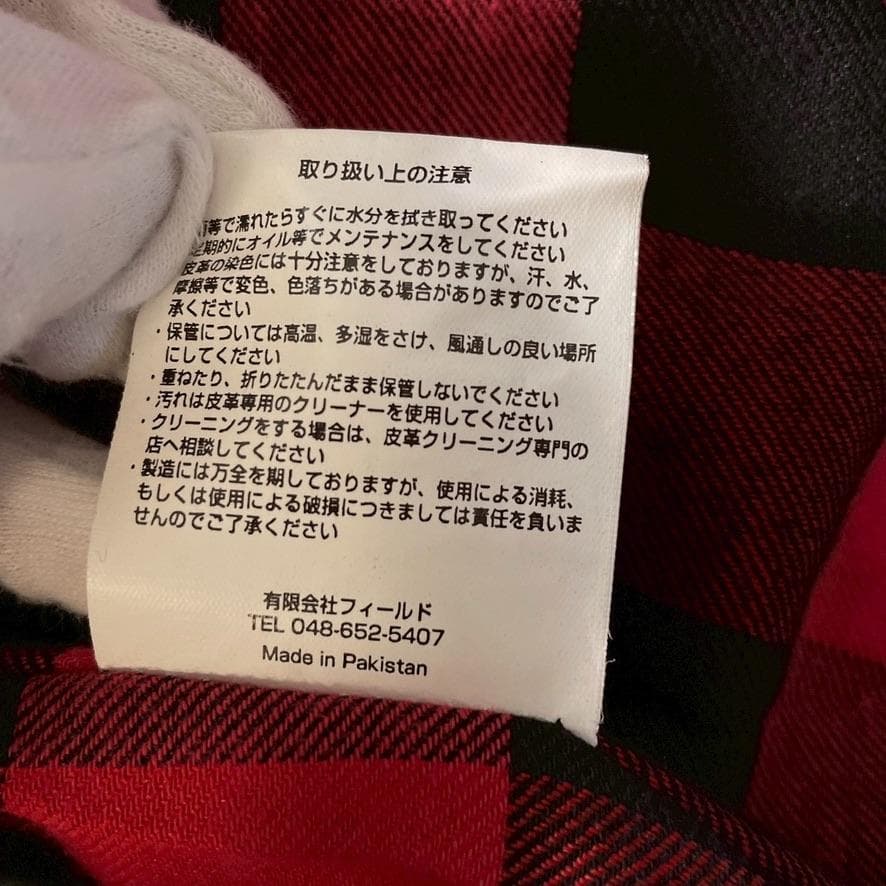 取り扱い上の注意
等で濡れたらすぐに水分を拭き取ってください
定期的にオイル等でメンテナンスをしてください
皮革の染色には十分注意をしておりますが、汗、水、
摩擦等で変色、色落ちがある場合がありますのでご了
承ください
・保管については高温、多湿をさけ、風通しの良い場所
にしてください
・重ねたり、折りたたんだまま保管しないでください
・汚れは皮革専用のクリーナーを使用してください
・クリーニングをする場合は、皮革クリーニング専門の
店へ相談してください
・製造には万全を期しておりますが、使用による消耗、
もしくは使用による破損につきましては責任を負いま
せんのでご了承ください
有限会社フィールド
TEL 048-652-5407
Made in Pakistan